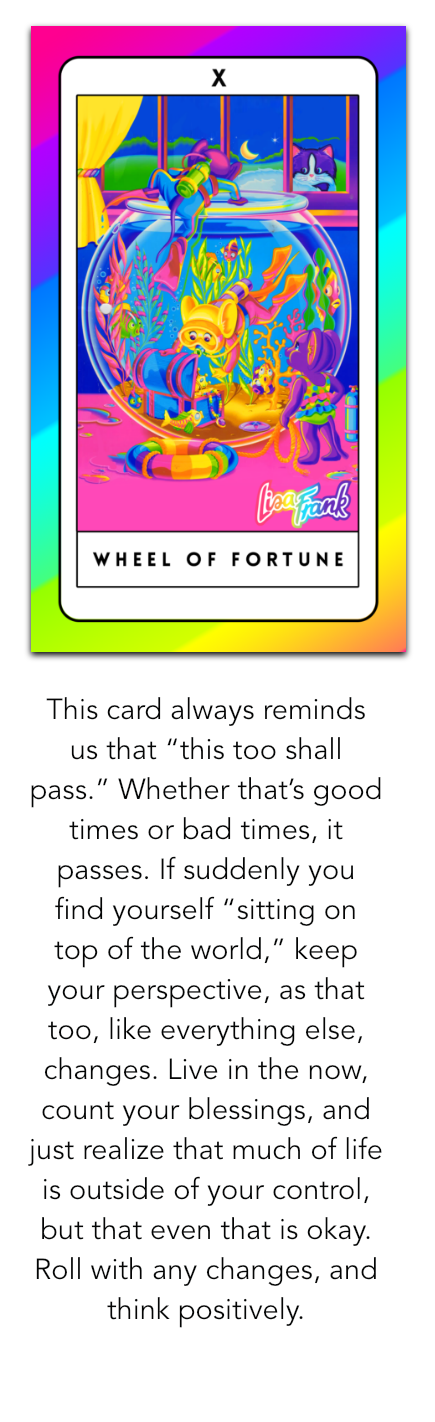 X
Lisa Frank
WHEEL OF FORTUNE
This card always reminds
us that “this too shall
pass.” Whether that’s good
times or bad times, it
passes. If suddenly you
find yourself “sitting on
top of the world,” keep
your perspective, as that
too, like everything else,
changes. Live in the now,
count your blessings, and
just realize that much of life
is outside of your control,
but that even that is okay.
Roll with any changes, and
think positively.